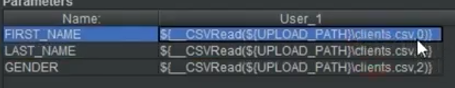 Parameters
Name: User_1
FIRST_NAME ${__CSVRead(${UPLOAD_PATH}\clients.csv,0)}
LAST_NAME ${__CSVRead(${UPLOAD_PATH}\clients.csv,1)}
GENDER ${__CSVRead(${UPLOAD_PATH}\clients.csv,2)}